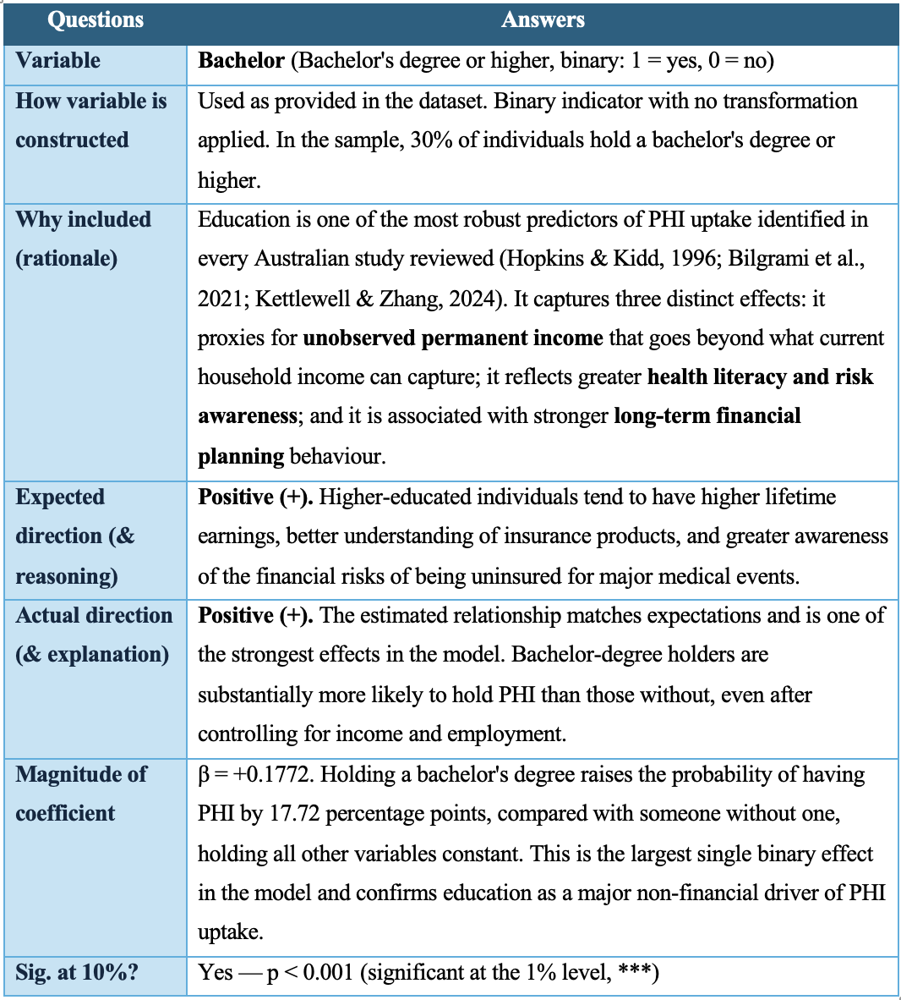 Questions Answers
Variable Bachelor (Bachelor's degree or higher, binary: 1 = yes, 0 = no)
How variable is constructed
Used as provided in the dataset. Binary indicator with no transformation
applied. In the sample, 30% of individuals hold a bachelor's degree or
higher.
Why included (rationale)
Education is one of the most robust predictors of PHI uptake identified in
every Australian study reviewed (Hopkins & Kidd, 1996; Bilgrami et al.,
2021; Kettlewell & Zhang, 2024). It captures three distinct effects: it
proxies for unobserved permanent income that goes beyond what current
household income can capture; it reflects greater health literacy and risk
awareness; and it is associated with stronger long-term financial
planning behaviour.
Expected
direction (&
reasoning)
Positive (+). Higher-educated individuals tend to have higher lifetime
earnings, better understanding of insurance products, and greater awareness
of the financial risks of being uninsured for major medical events.
Actual direction
(& explanation)
Positive (+). The estimated relationship matches expectations and is one of
the strongest effects in the model. Bachelor-degree holders are
substantially more likely to hold PHI than those without, even after
controlling for income and employment.
Magnitude of
coefficient
β = +0.1772. Holding a bachelor's degree raises the probability of having
PHI by 17.72 percentage points, compared with someone without one,
holding all other variables constant. This is the largest single binary effect
in the model and confirms education as a major non-financial driver of PHI
uptake.
Sig. at 10%? Yes — p < 0.001 (significant at the 1% level, ***)